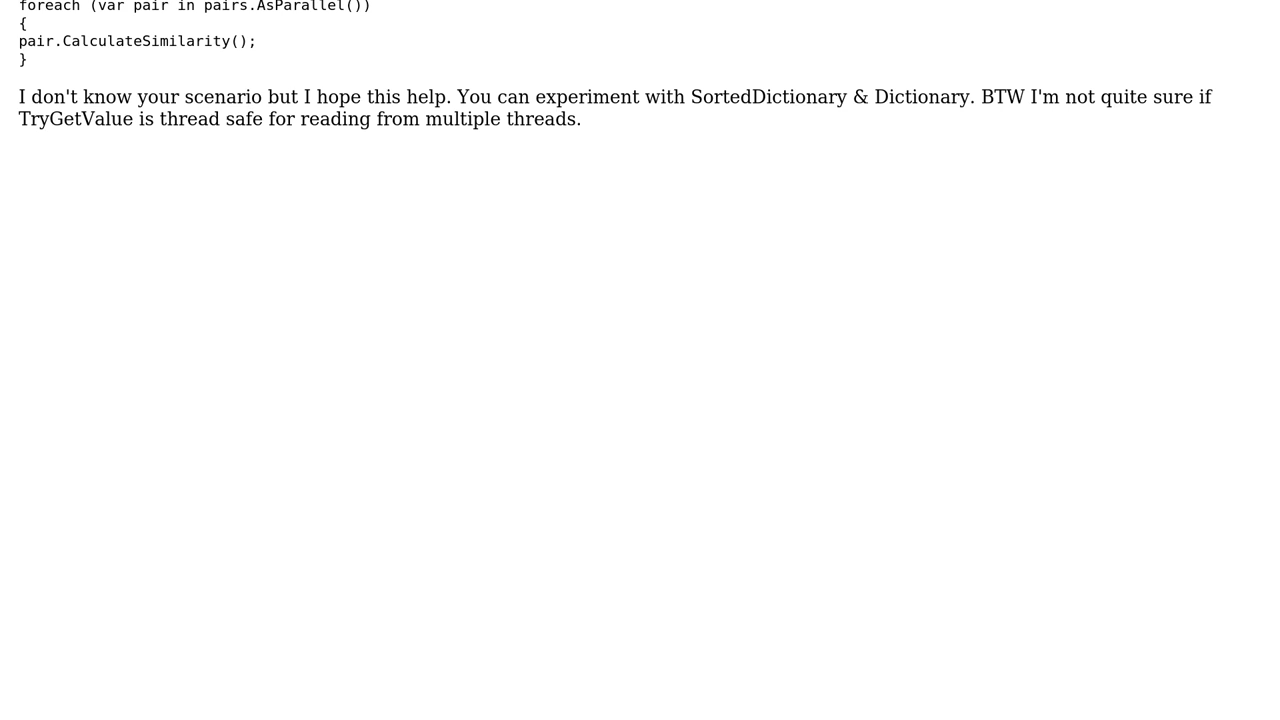 foreach (var pair in pairs.AsParallel())
{
pair.CalculateSimilarity();
}
I don't know your scenario but I hope this help. You can experiment with SortedDictionary & Dictionary. BTW I'm not quite sure if
TryGetValue is thread safe for reading from multiple threads.